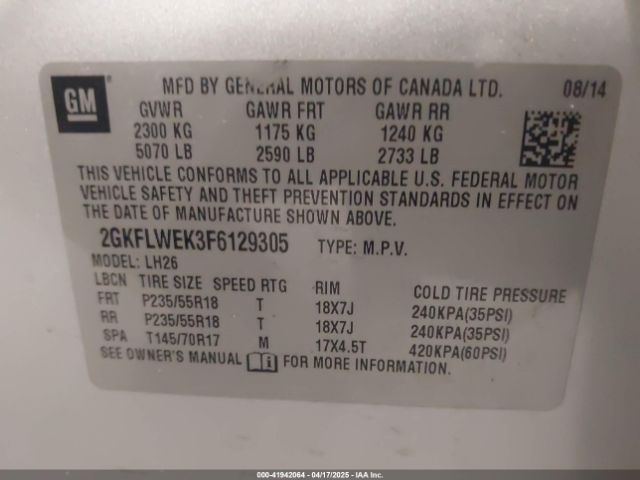 GM
MFD BY GENERAL MOTORS OF CANADA LTD. 08/14
GVWR GAWR FRT GAWR RR
2300 KG 1175 KG 1240 KG
5070 LB 2590 LB 2733 LB
THIS VEHICLE CONFORMS TO ALL APPLICABLE U.S. FEDERAL MOTOR
VEHICLE SAFETY AND THEFT PREVENTION STANDARDS IN EFFECT ON
THE DATE OF MANUFACTURE SHOWN ABOVE.
2GKFLWEK3F6129305 TYPE: M.P.V.
MODEL: LH26
LBCN TIRE SIZE SPEED RTG RIM COLD TIRE PRESSURE
FRT P235/55R18 T 18X7J 240KPA(35PSI)
RR P235/55R18 T 18X7J 240KPA(35PSI)
SPA T145/70R17 M 17X4.5T 420KPA(60PSI)
SEE OWNER'S MANUAL FOR MORE INFORMATION.
000-41942064 - 04/17/2025 - IAA Inc.